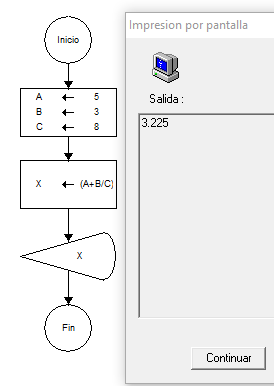 Inicio
A ← 5
B ← 3
C ← 8
X ← (A+B/C)
X
Fin
Impresion por pantalla
Salida :
3.225
Continuar